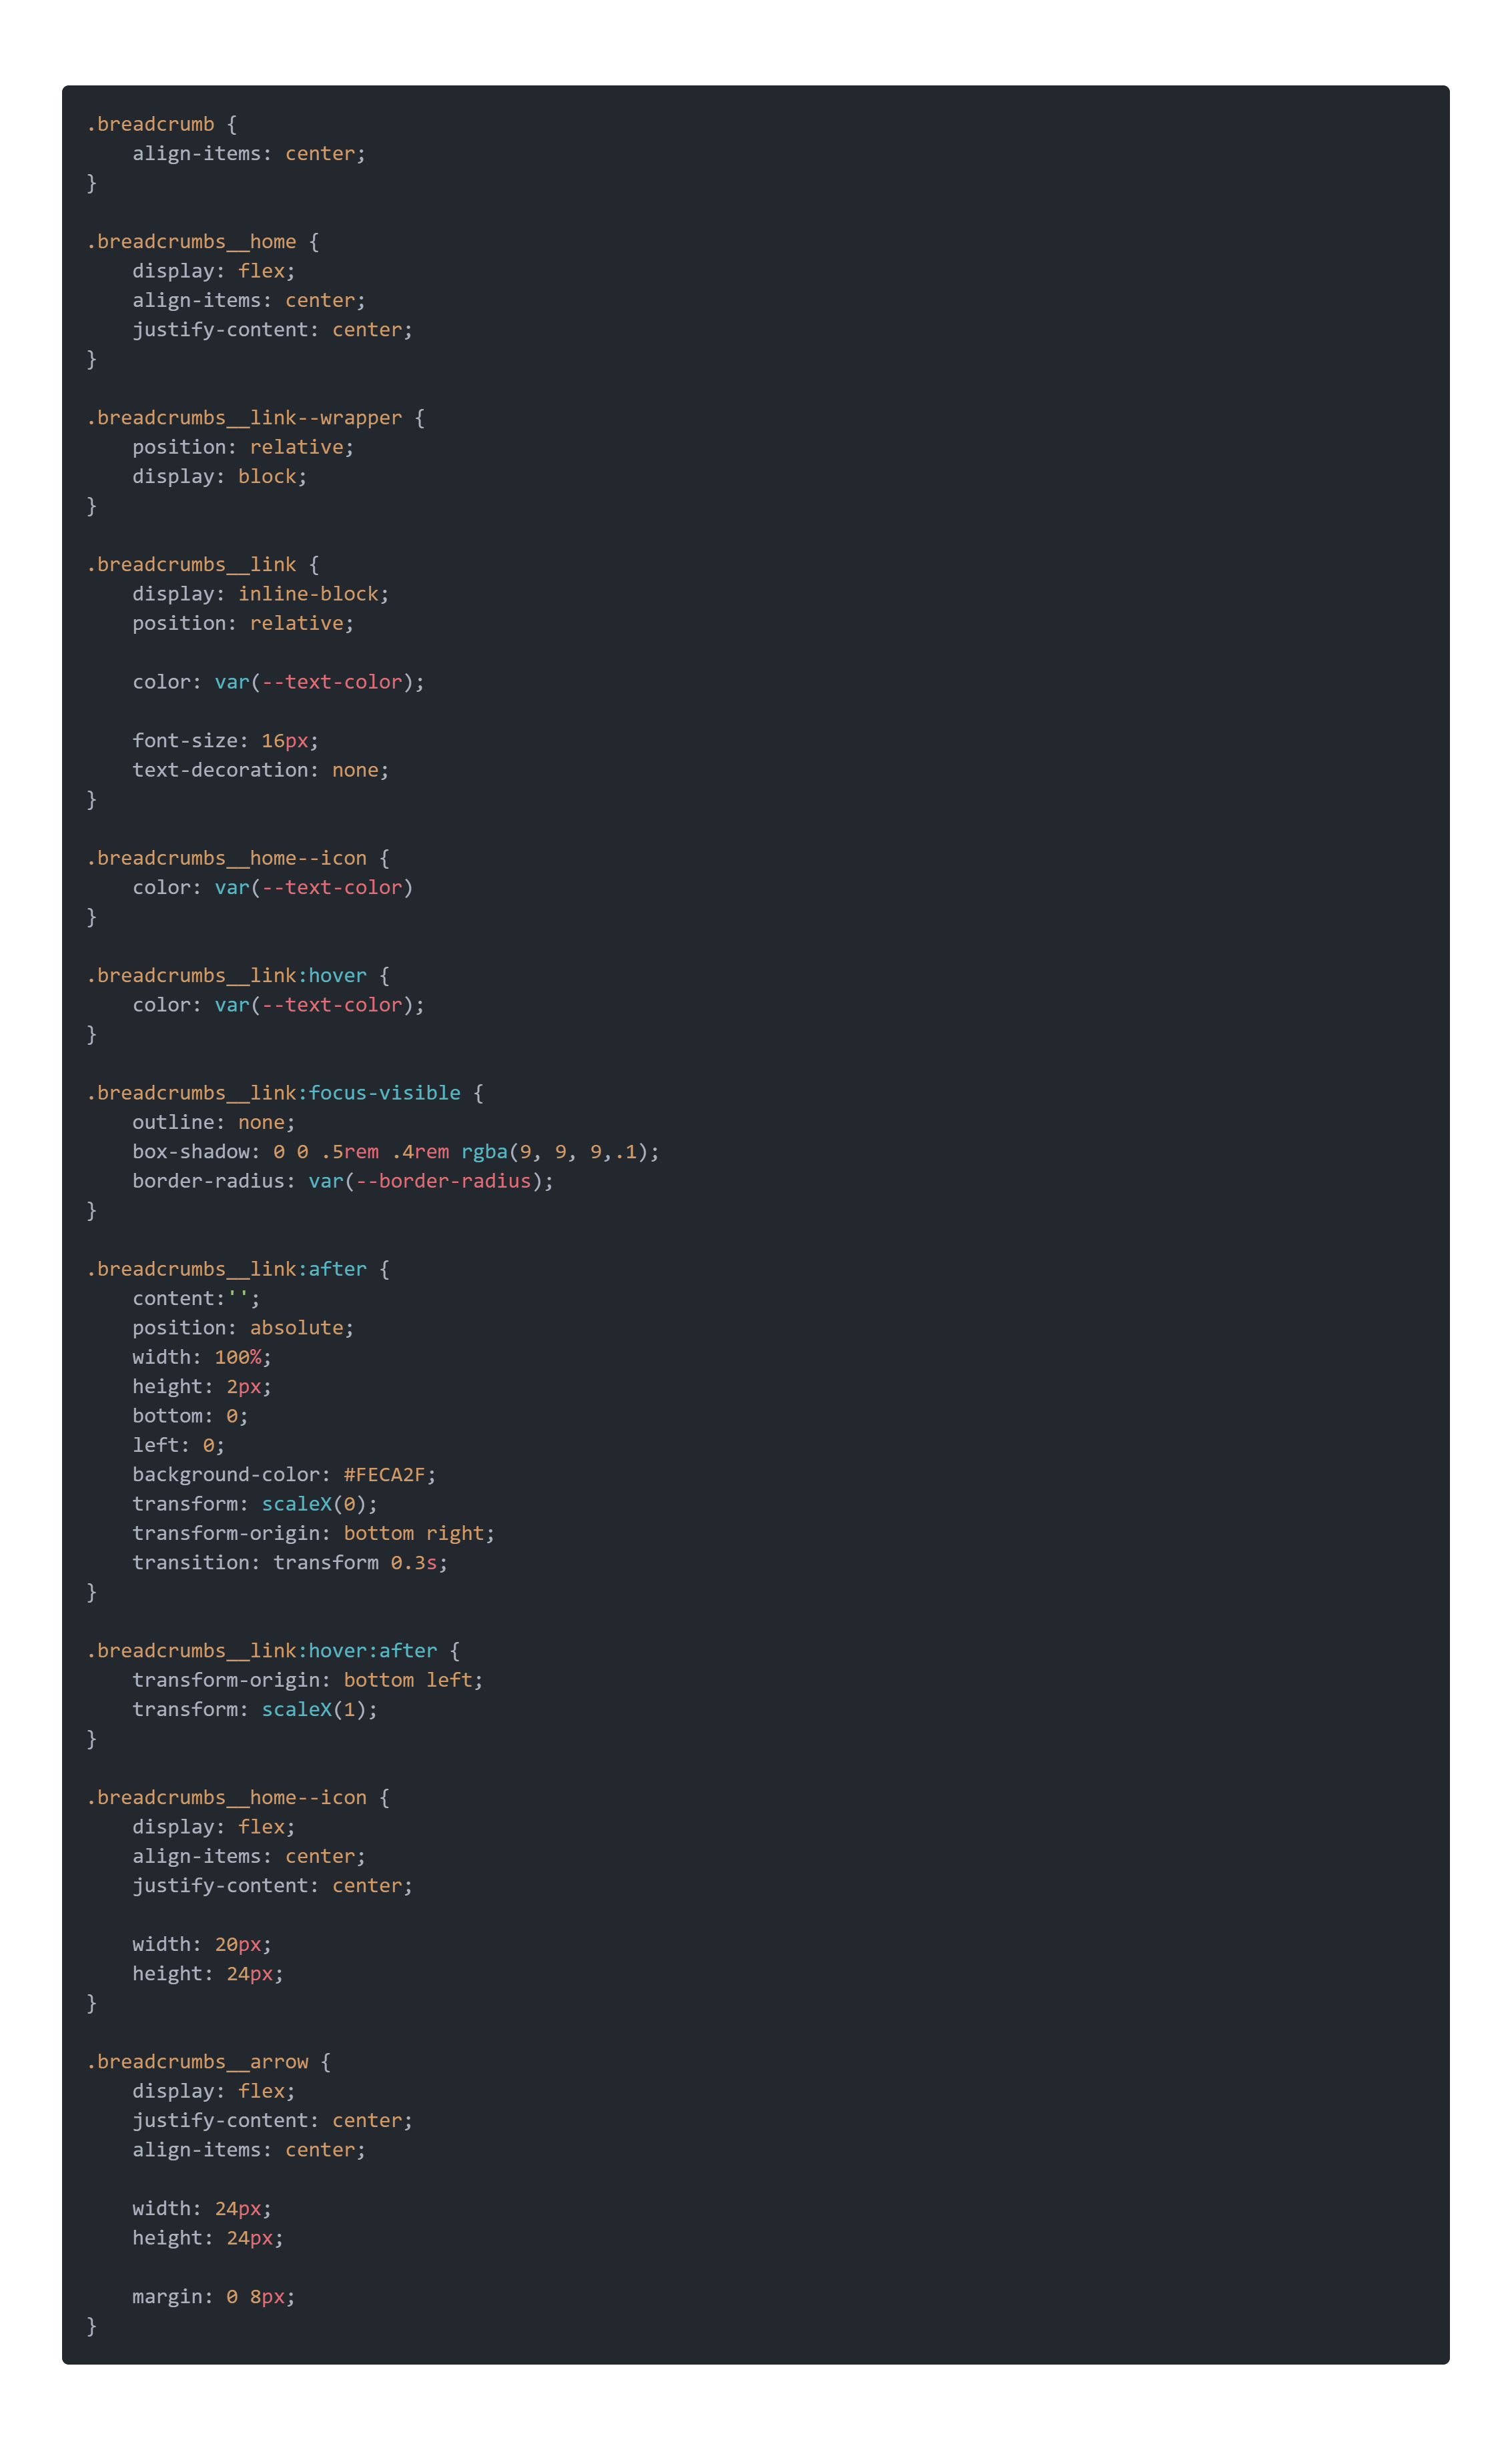 .breadcrumb {
    align-items: center;
}

.breadcrumbs__home {
    display: flex;
    align-items: center;
    justify-content: center;
}

.breadcrumbs__link--wrapper {
    position: relative;
    display: block;
}

.breadcrumbs__link {
    display: inline-block;
    position: relative;

    color: var(--text-color);

    font-size: 16px;
    text-decoration: none;
}

.breadcrumbs__home--icon {
    color: var(--text-color)
}

.breadcrumbs__link:hover {
    color: var(--text-color);
}

.breadcrumbs__link:focus-visible {
    outline: none;
    box-shadow: 0 0 .5rem .4rem rgba(9, 9, 9,.1);
    border-radius: var(--border-radius);
}

.breadcrumbs__link:after {
    content:'';
    position: absolute;
    width: 100%;
    height: 2px;
    bottom: 0;
    left: 0;
    background-color: #FECA2F;
    transform: scaleX(0);
    transform-origin: bottom right;
    transition: transform 0.3s;
}

.breadcrumbs__link:hover:after {
    transform-origin: bottom left;
    transform: scaleX(1);
}

.breadcrumbs__home--icon {
    display: flex;
    align-items: center;
    justify-content: center;

    width: 20px;
    height: 24px;
}

.breadcrumbs__arrow {
    display: flex;
    justify-content: center;
    align-items: center;

    width: 24px;
    height: 24px;

    margin: 0 8px;
}